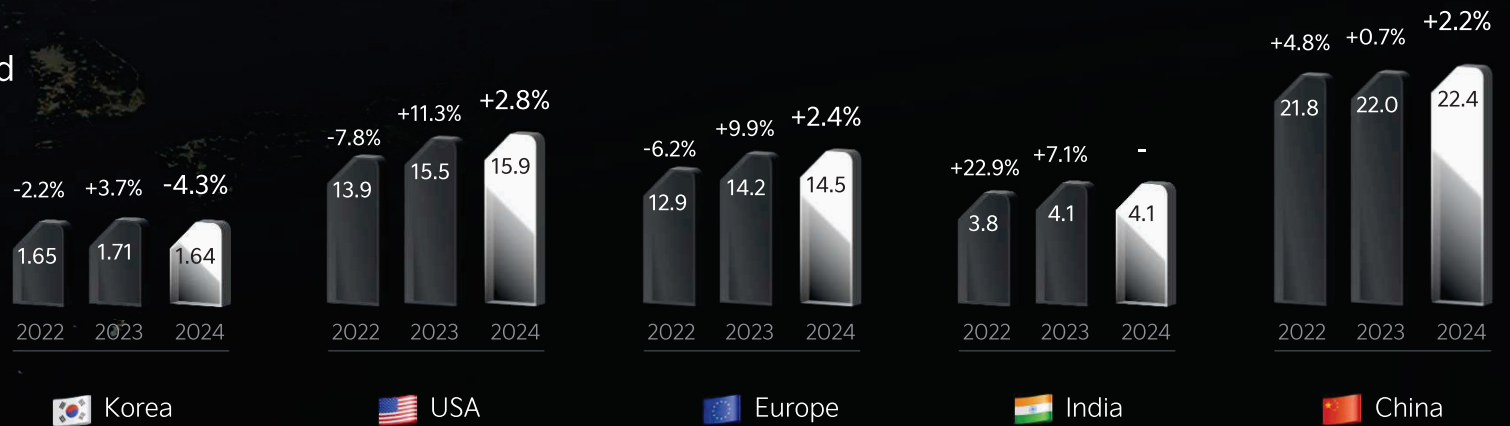 d
-2.2% +3.7% -4.3%
1.65 1.71 1.64
2022 2023 2024
Korea
-7.8% +11.3% +2.8%
13.9 15.5 15.9
2022 2023 2024
USA
-6.2% +9.9% +2.4%
12.9 14.2 14.5
2022 2023 2024
Europe
+22.9% +7.1% -
3.8 4.1 4.1
2022 2023 2024
India
+4.8% +0.7% +2.2%
21.8 22.0 22.4
2022 2023 2024
China